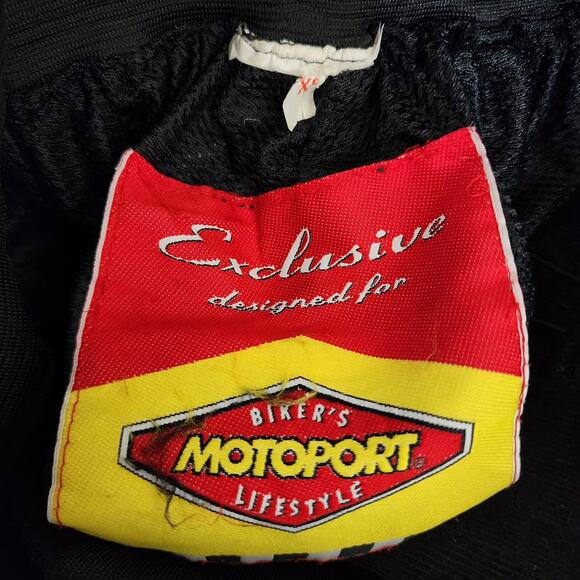 Exclusive
designed for
BIKER'S
MOTOPORT®
LIFESTYLE